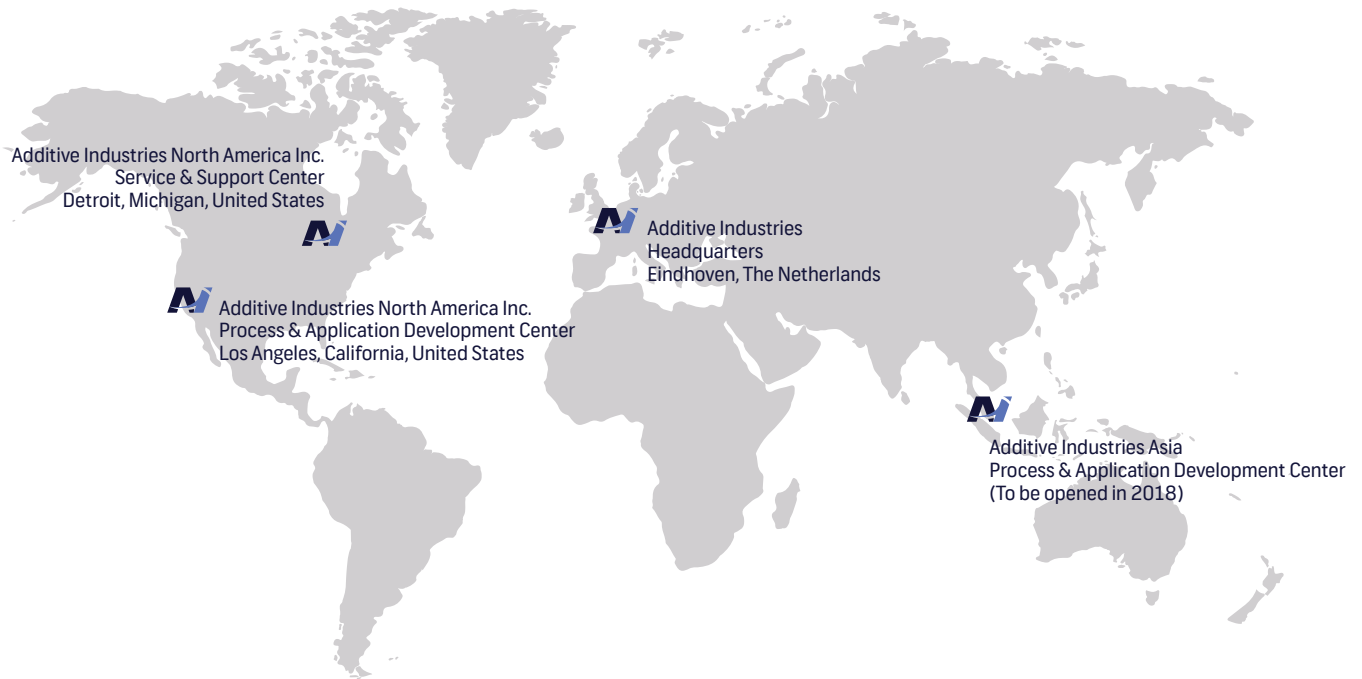 Additive Industries North America Inc.
Service & Support Center
Detroit, Michigan, United States
Additive Industries
Headquarters
Eindhoven, The Netherlands
Additive Industries North America Inc.
Process & Application Development Center
Los Angeles, California, United States
Additive Industries Asia
Process & Application Development Center
(To be opened in 2018)